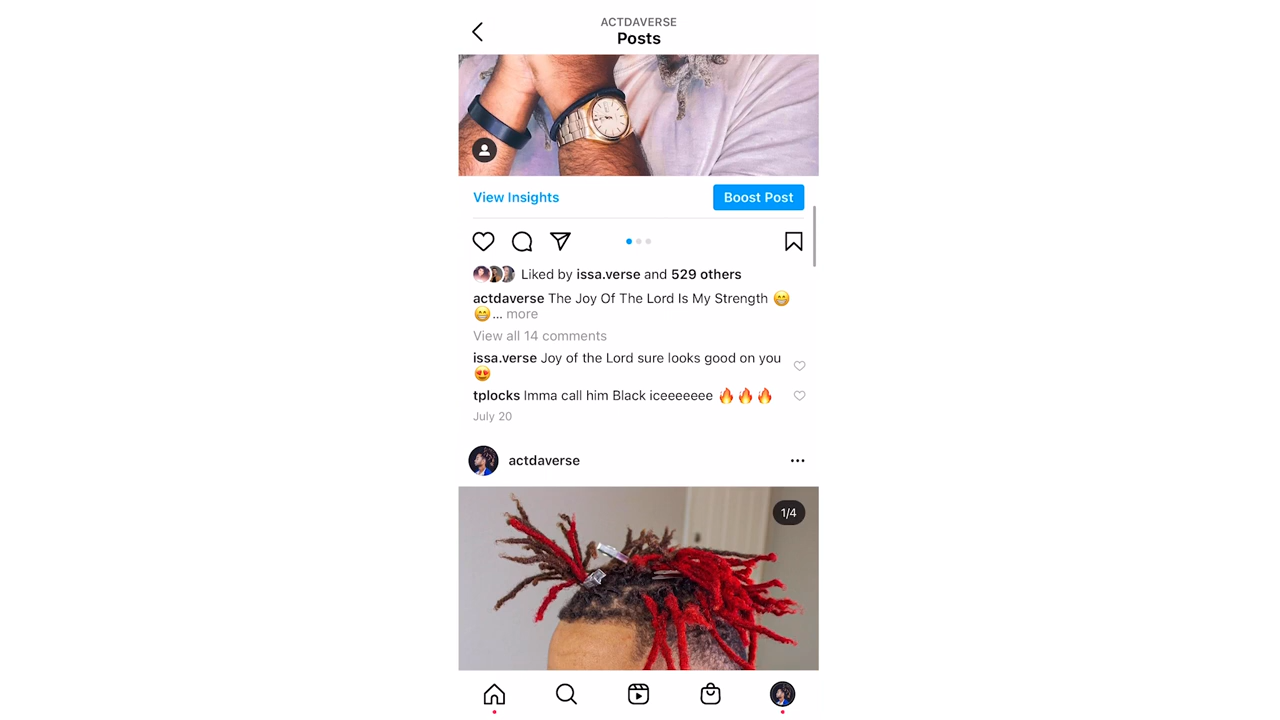 ACTDAVERSE
Posts
View Insights
Boost Post
Liked by issa.verse and 529 others
actdaverse The Joy Of The Lord Is My Strength 😁
😁... more
View all 14 comments
issa.verse Joy of the Lord sure looks good on you
😍
tplocks Imma call him Black iceeeeeee 🔥🔥🔥
July 20
actdaverse
1/4